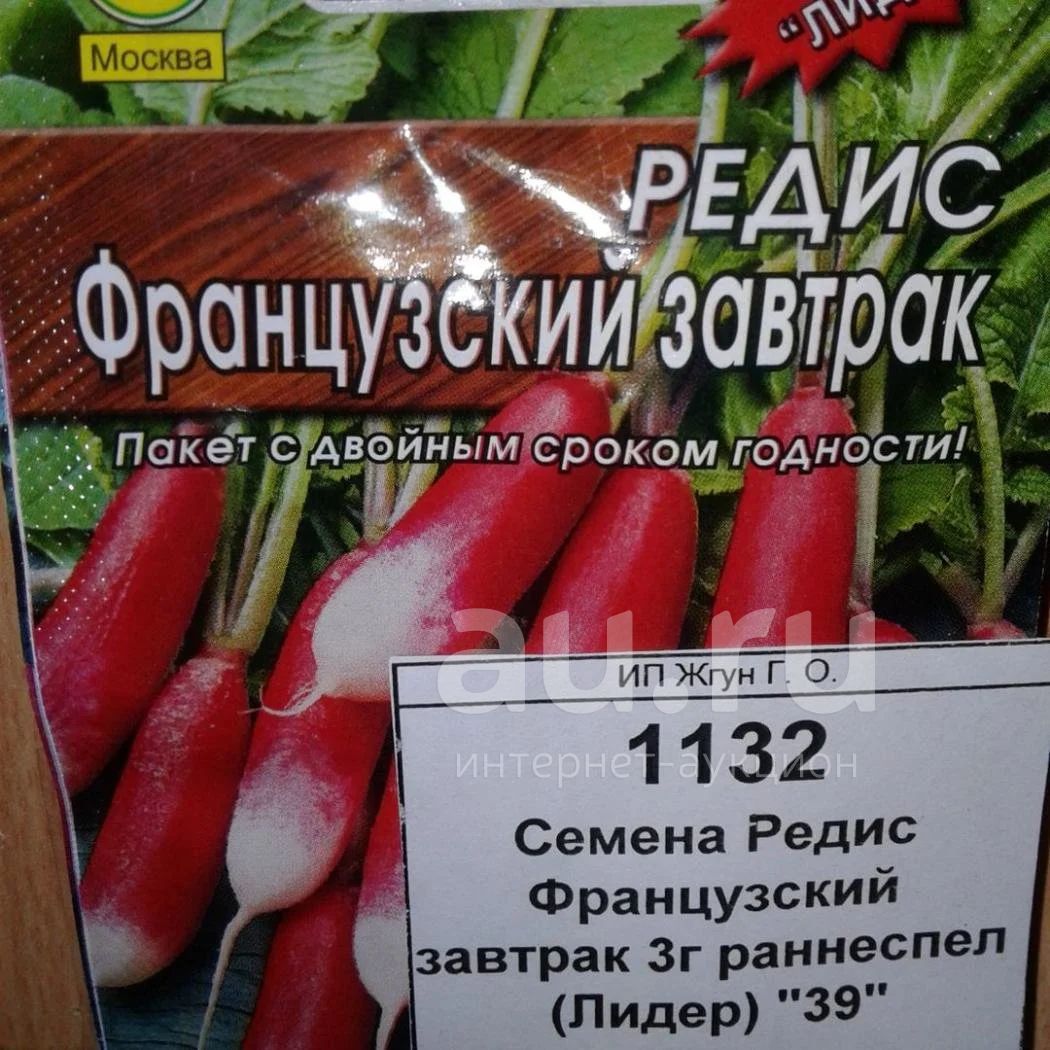 Москва
РЕДИС
Французский завтрак
Пакет с двойным сроком годности!
au.ru
интернет-аукцион
ИП Жгун Г. О.
1132
Семена Редис
Французский
завтрак 3г раннеспел
(Лидер) "39"